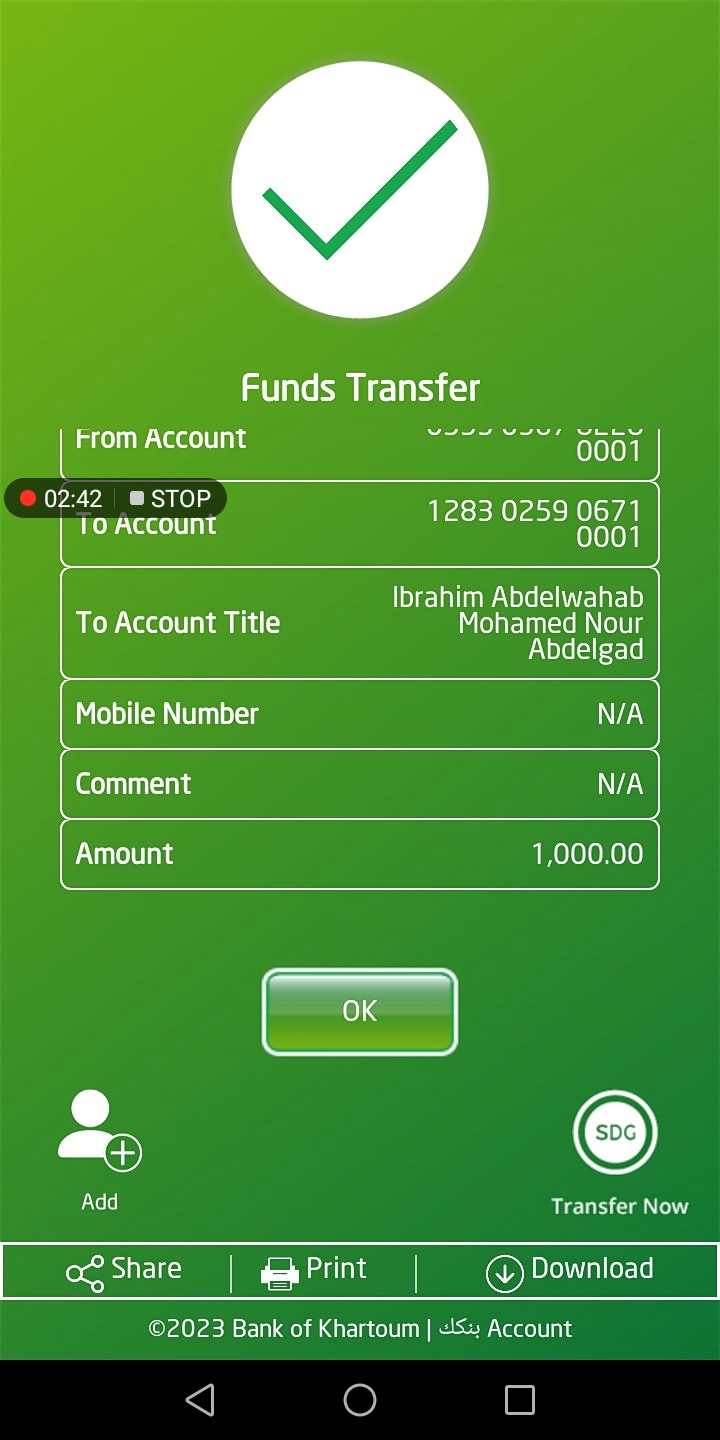 Funds Transfer
From Account
0001
02:42 STOP
To Account
1283 0259 0671
0001
To Account Title
Ibrahim Abdelwahab
Mohamed Nour
Abdelgad
Mobile Number N/A
Comment N/A
Amount 1,000.00
OK
SDG
Add
Transfer Now
Share Print Download
©2023 Bank of Khartoum | بنكك Account